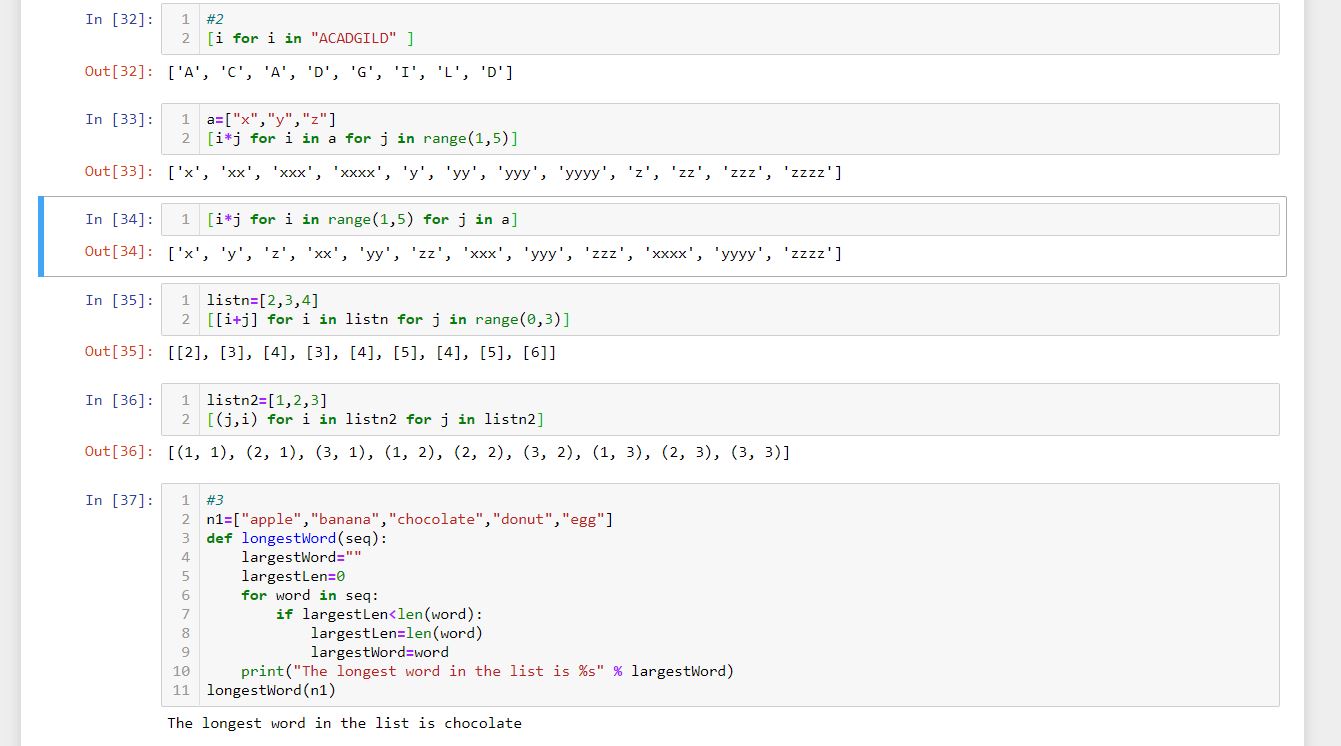 In [32]:
1 #2
2 [i for i in "ACADGILD" ]
Out[32]: ['A', 'C', 'A', 'D', 'G', 'I', 'L', 'D']
In [33]:
1 a=["x","y","z"]
2 [i*j for i in a for j in range(1,5)]
Out[33]: ['x', 'xx', 'xxx', 'xxxx', 'y', 'yy', 'yyy', 'yyyy', 'z', 'zz', 'zzz', 'zzzz']
In [34]:
1 [i*j for i in range(1,5) for j in a]
Out[34]: ['x', 'y', 'z', 'xx', 'yy', 'zz', 'xxx', 'yyy', 'zzz', 'xxxx', 'yyyy', 'zzzz']
In [35]:
1 listn=[2,3,4]
2 [[i+j] for i in listn for j in range(0,3)]
Out[35]: [[2], [3], [4], [3], [4], [5], [4], [5], [6]]
In [36]:
1 listn2=[1,2,3]
2 [(j,i) for i in listn2 for j in listn2]
Out[36]: [(1, 1), (2, 1), (3, 1), (1, 2), (2, 2), (3, 2), (1, 3), (2, 3), (3, 3)]
In [37]:
1 #3
2 n1=["apple","banana","chocolate","donut","egg"]
3 def longestWord(seq):
4     largestWord=""
5     largestLen=0
6     for word in seq:
7         if largestLen<len(word):
8             largestLen=len(word)
9             largestWord=word
10     print("The longest word in the list is %s" % largestWord)
11 longestWord(n1)
The longest word in the list is chocolate